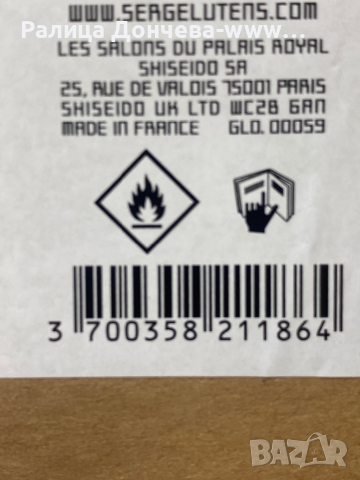 WWW.SERGELUTENS.COM
Ралица Дончева-www...
LES SALONS DU PALAIS ROYAL
SHISEIDO SA
25, RUE DE VALOIS 75001 PARIS
SHISEIDO UK LTD WC2B 6AN
MADE IN FRANCE GLO. 00059
3 700358 211864
BAZAR